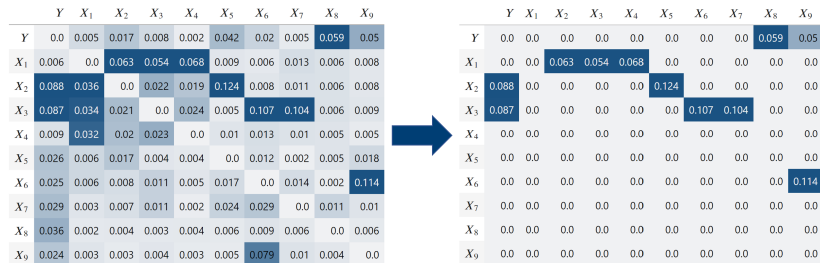 Y X₁ X₂ X₃ X₄ X₅ X₆ X₇ X₈ X₉
Y 0.0 0.005 0.017 0.008 0.002 0.042 0.02 0.005 0.059 0.05
X₁ 0.006 0.0 0.063 0.054 0.068 0.009 0.006 0.013 0.006 0.008
X₂ 0.088 0.036 0.0 0.022 0.019 0.124 0.008 0.011 0.006 0.008
X₃ 0.087 0.034 0.021 0.0 0.024 0.005 0.107 0.104 0.006 0.009
X₄ 0.009 0.032 0.02 0.023 0.0 0.01 0.013 0.01 0.005 0.005
X₅ 0.026 0.006 0.017 0.004 0.004 0.0 0.012 0.002 0.005 0.018
X₆ 0.025 0.006 0.008 0.011 0.005 0.017 0.0 0.014 0.002 0.114
X₇ 0.029 0.003 0.007 0.011 0.002 0.024 0.029 0.0 0.011 0.01
X₈ 0.036 0.002 0.004 0.003 0.004 0.006 0.009 0.006 0.0 0.006
X₉ 0.024 0.003 0.003 0.004 0.003 0.005 0.079 0.01 0.004 0.0
Y X₁ X₂ X₃ X₄ X₅ X₆ X₇ X₈ X₉
Y 0.0 0.0 0.0 0.0 0.0 0.0 0.0 0.0 0.059 0.05
X₁ 0.0 0.0 0.063 0.054 0.068 0.0 0.0 0.0 0.0 0.0
X₂ 0.088 0.0 0.0 0.0 0.0 0.124 0.0 0.0 0.0 0.0
X₃ 0.087 0.0 0.0 0.0 0.0 0.0 0.107 0.104 0.0 0.0
X₄ 0.0 0.0 0.0 0.0 0.0 0.0 0.0 0.0 0.0 0.0
X₅ 0.0 0.0 0.0 0.0 0.0 0.0 0.0 0.0 0.0 0.0
X₆ 0.0 0.0 0.0 0.0 0.0 0.0 0.0 0.0 0.0 0.114
X₇ 0.0 0.0 0.0 0.0 0.0 0.0 0.0 0.0 0.0 0.0
X₈ 0.0 0.0 0.0 0.0 0.0 0.0 0.0 0.0 0.0 0.0
X₉ 0.0 0.0 0.0 0.0 0.0 0.0 0.0 0.0 0.0 0.0